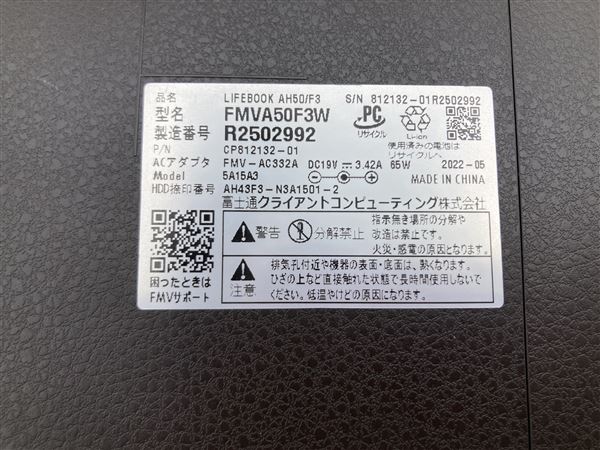 品名 LIFEBOOK AH50/F3 S/N 812132-01R2502992
型名 FMVA50F3W
製造番号 R2502992
P/N CP812132-01
ACアダプタ FMV-AC332A DC19V 3.42A 65W 2022-05
Model 5A15A3 MADE IN CHINA
HDD捺印番号 AH43F3-N3A1501-2
富士通クライアントコンピューティング株式会社
PC
リサイクル
Li-ion
使用済みの電池は
リサイクルへ
警告 分解禁止
指示無き場所の分解や
改造は禁止です。
火災・感電の原因となります。
注意
排気孔付近や機器の表面・底面は、熱くなります。
ひざの上など直接触れた状態で長時間使用しないで
ください。低温やけどの原因になります。
困ったときは
FMVサポート